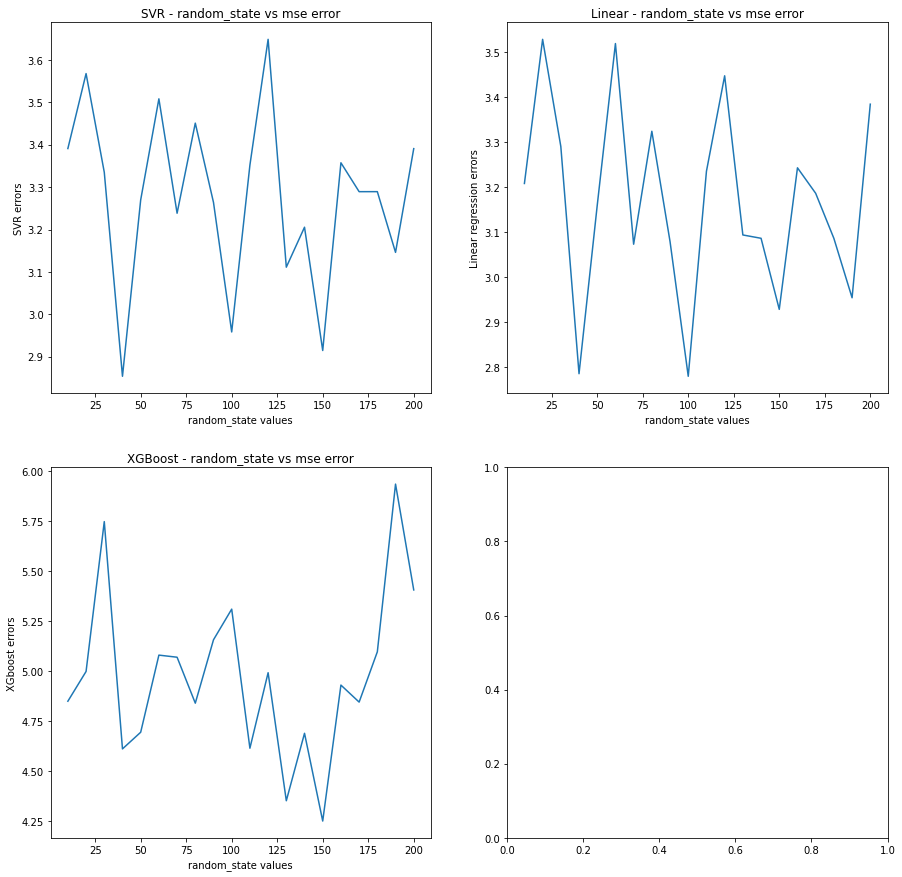 SVR - random_state vs mse error
SVR errors
3.6
3.5
3.4
3.3
3.2
3.1
3.0
2.9
25 50 75 100 125 150 175 200
random_state values
Linear - random_state vs mse error
Linear regression errors
3.5
3.4
3.3
3.2
3.1
3.0
2.9
2.8
25 50 75 100 125 150 175 200
random_state values
XGBoost - random_state vs mse error
XGboost errors
6.00
5.75
5.50
5.25
5.00
4.75
4.50
4.25
25 50 75 100 125 150 175 200
random_state values
1.0
0.8
0.6
0.4
0.2
0.0
0.0 0.2 0.4 0.6 0.8 1.0